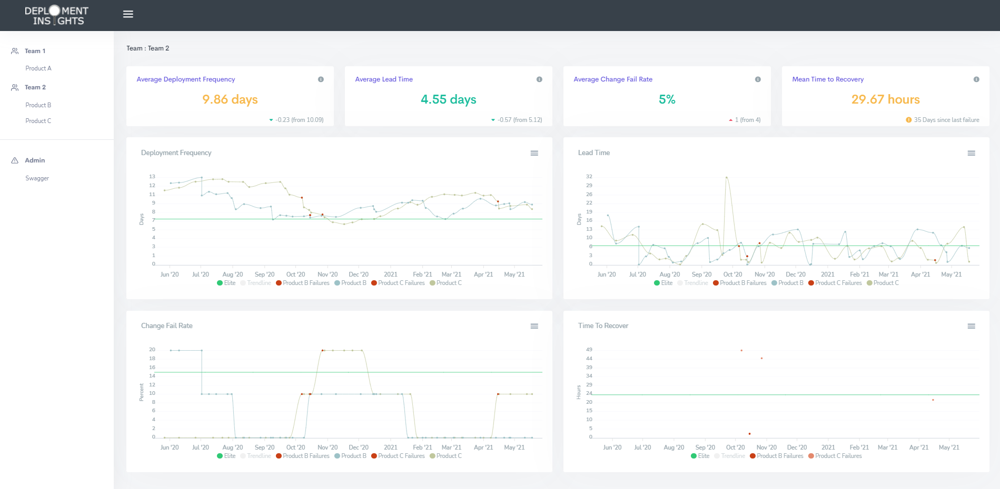 DEPLOYMENT
INSIGHTS
Team 1
Product A
Team 2
Product B
Product C
Admin
Swagger
Team : Team 2
Average Deployment Frequency
9.86 days
-0.23 (from 10.09)
Average Lead Time
4.55 days
-0.57 (from 5.12)
Average Change Fail Rate
5%
1 (from 4)
Mean Time to Recovery
29.67 hours
35 Days since last failure
Deployment Frequency
Days
13
12
11
9
8
7
5
4
3
1
0
Jun '20 Jul '20 Aug '20 Sep '20 Oct '20 Nov '20 Dec '20 2021 Feb '21 Mar '21 Apr '21 May '21
Elite Trendline Product B Failures Product B Product C Failures Product C
Lead Time
Days
32
29
26
22
19
16
13
10
6
3
0
Jun '20 Jul '20 Aug '20 Sep '20 Oct '20 Nov '20 Dec '20 2021 Feb '21 Mar '21 Apr '21 May '21
Elite Trendline Product B Failures Product B Product C Failures Product C
Change Fail Rate
Percent
20
18
16
14
12
10
8
6
4
2
0
Jun '20 Jul '20 Aug '20 Sep '20 Oct '20 Nov '20 Dec '20 2021 Feb '21 Mar '21 Apr '21 May '21
Elite Trendline Product B Failures Product B Product C Failures Product C
Time To Recover
Hours
49
44
39
34
29
24
20
15
10
5
0
Jun '20 Jul '20 Aug '20 Sep '20 Oct '20 Nov '20 Dec '20 2021 Feb '21 Mar '21 Apr '21 May '21
Elite Trendline Product B Failures Product C Failures